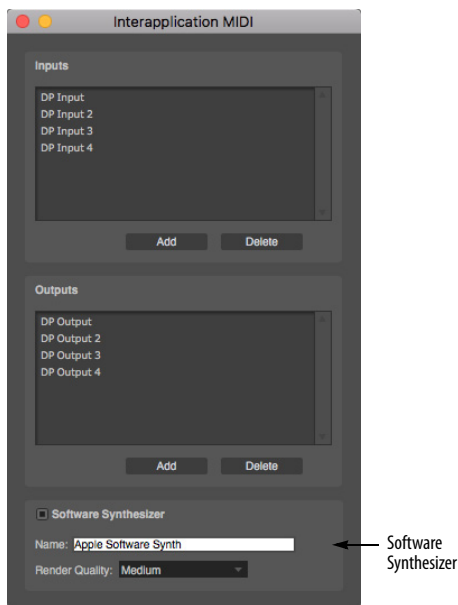 Interapplication MIDI
Inputs
DP Input
DP Input 2
DP Input 3
DP Input 4
Add Delete
Outputs
DP Output
DP Output 2
DP Output 3
DP Output 4
Add Delete
Software Synthesizer
Name: Apple Software Synth
Render Quality: Medium
Software
Synthesizer